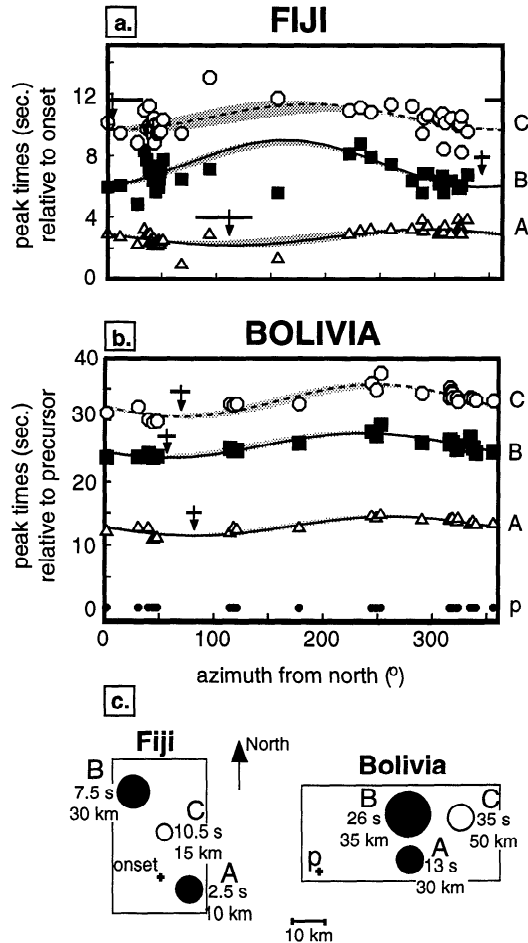 a.
FIJI
peak times (sec.)
relative to onset
12
8
4
0
C
B
A
b.
BOLIVIA
peak times (sec.)
relative to precursor
40
30
20
10
0
C
B
A
p
0 100 200 300
azimuth from north (º)
c.
Fiji
North
Bolivia
B
7.5 s
30 km
C
10.5 s
15 km
onset
A
2.5 s
10 km
B
26 s
35 km
C
35 s
50 km
A
13 s
30 km
p
10 km